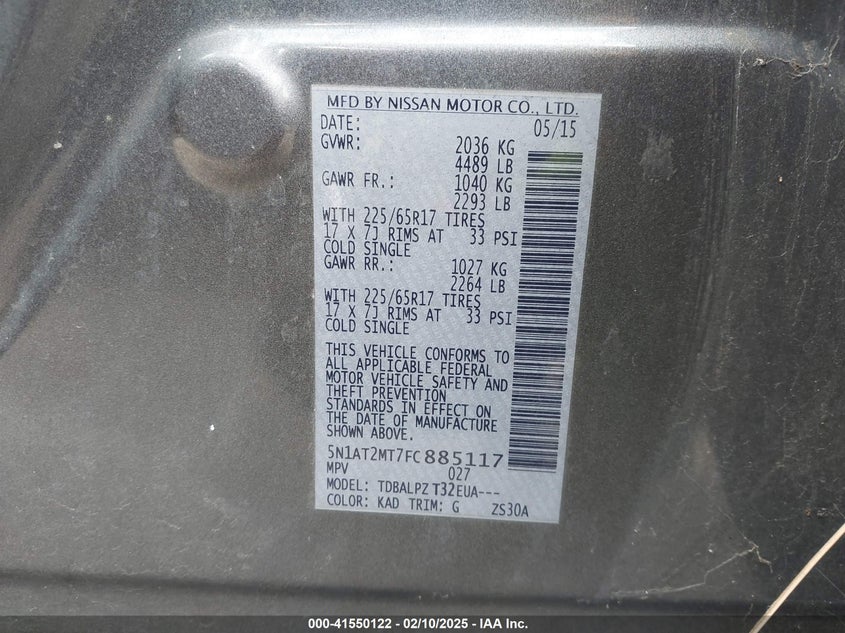 MFD BY NISSAN MOTOR CO., LTD.
DATE: 05/15
GVWR: 2036 KG
4489 LB
GAWR FR.: 1040 KG
2293 LB
WITH 225/65R17 TIRES
17 X 7J RIMS AT 33 PSI
COLD SINGLE
GAWR RR.: 1027 KG
2264 LB
WITH 225/65R17 TIRES
17 X 7J RIMS AT 33 PSI
COLD SINGLE
THIS VEHICLE CONFORMS TO
ALL APPLICABLE FEDERAL
MOTOR VEHICLE SAFETY AND
THEFT PREVENTION
STANDARDS IN EFFECT ON
THE DATE OF MANUFACTURE
SHOWN ABOVE.
5N1AT2MT7FC885117
MPV 027
MODEL: TDBALPZ T32EUA---
COLOR: KAD TRIM: G ZS30A
000-41550122 - 02/10/2025 - IAA Inc.